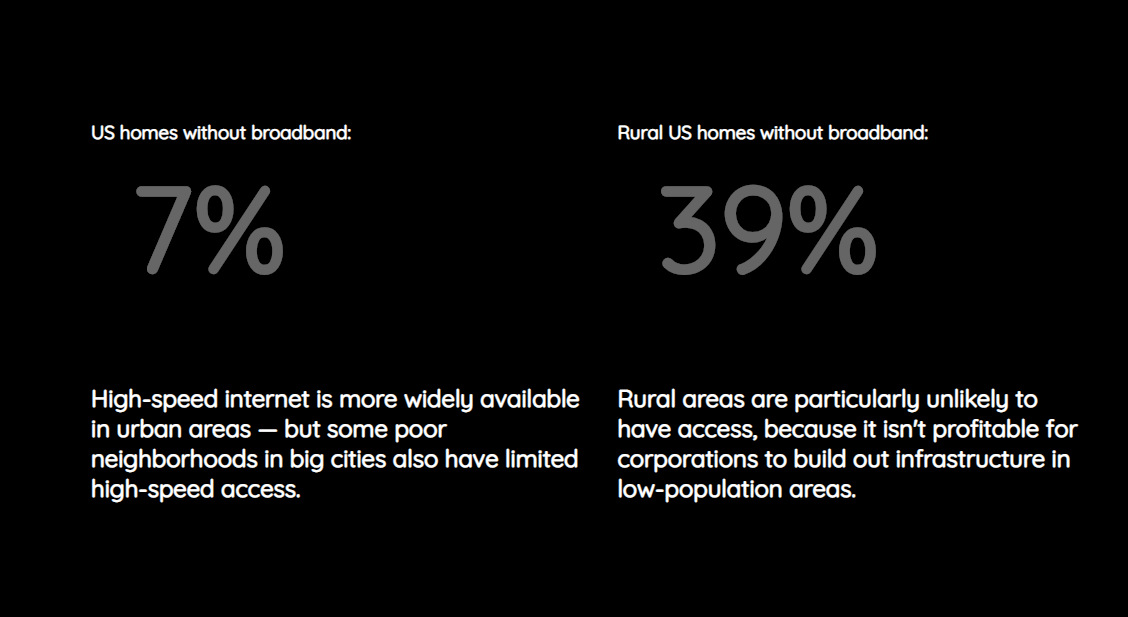 US homes without broadband:
7%
High-speed internet is more widely available
in urban areas — but some poor
neighborhoods in big cities also have limited
high-speed access.
Rural US homes without broadband:
39%
Rural areas are particularly unlikely to
have access, because it isn't profitable for
corporations to build out infrastructure in
low-population areas.